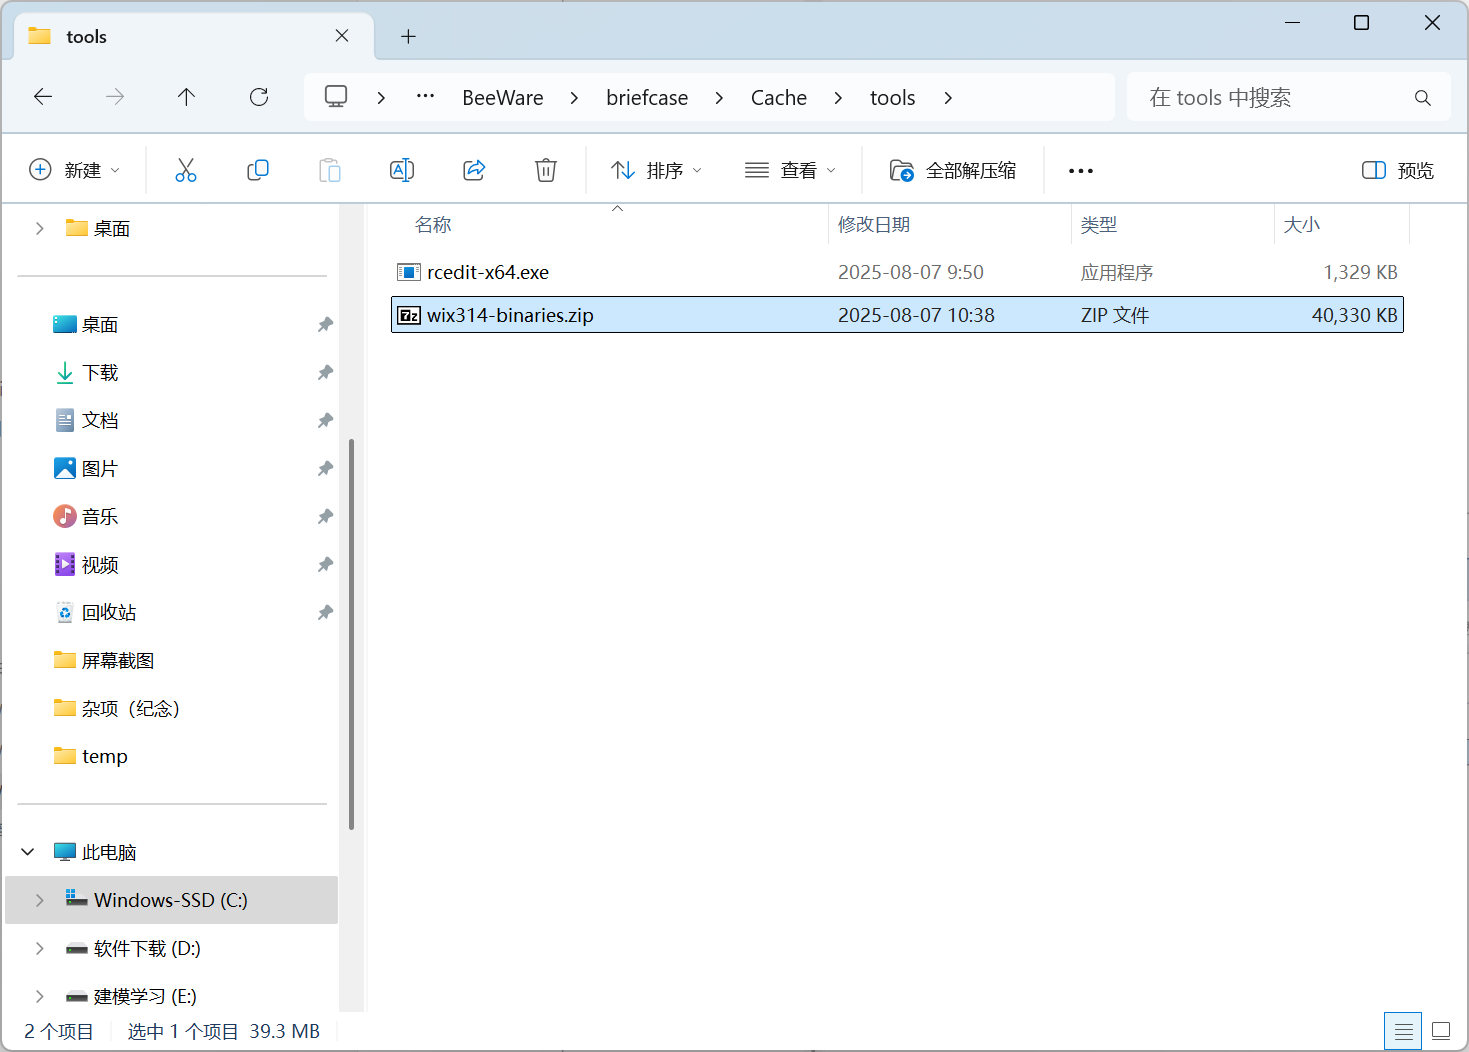 tools
BeeWare
briefcase
Cache
tools
在 tools 中搜索
新建
排序
查看
全部解压缩
预览
桌面
桌面
下载
文档
图片
音乐
视频
回收站
屏幕截图
杂项（纪念）
temp
此电脑
Windows-SSD (C:)
软件下载 (D:)
建模学习 (E:)
名称 修改日期 类型 大小
rcedit-x64.exe 2025-08-07 9:50 应用程序 1,329 KB
wix314-binaries.zip 2025-08-07 10:38 ZIP 文件 40,330 KB
2 个项目 选中 1 个项目 39.3 MB